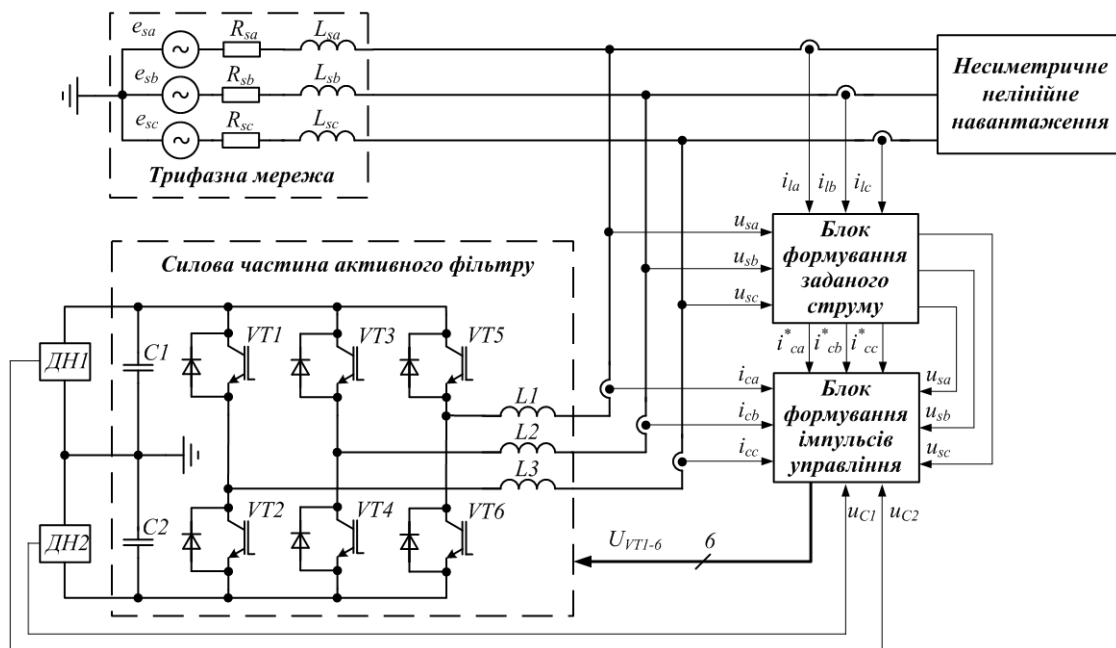 e_sa
R_sa
L_sa
e_sb
R_sb
L_sb
e_sc
R_sc
L_sc
Трифазна мережа
Несиметричне
нелінійне
навантаження
i_la
i_lb
i_lc
u_sa
u_sb
u_sc
Блок
формування
заданого
струму
i*_ca
i*_cb
i*_cc
i_ca
i_cb
i_cc
Блок
формування
імпульсів
управління
u_sa
u_sb
u_sc
u_C1
u_C2
Силова частина активного фільтру
ДН1
C1
VT1
VT3
VT5
L1
L2
L3
ДН2
C2
VT2
VT4
VT6
U_VT1-6
6